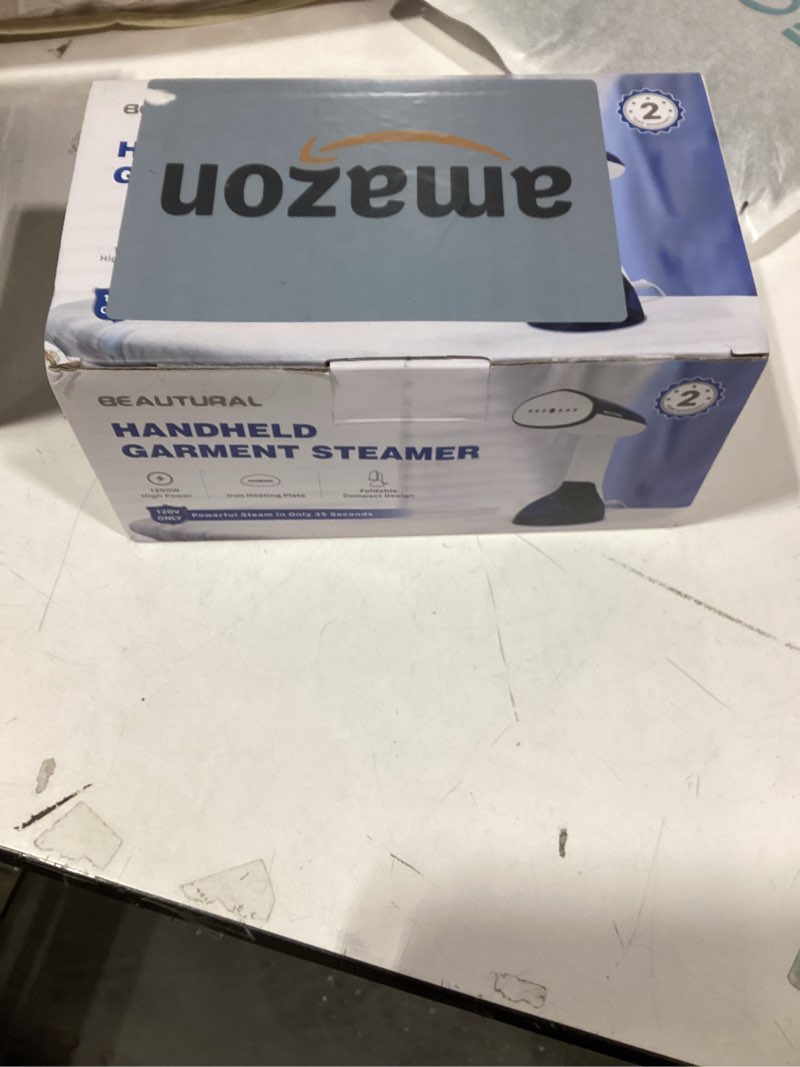 amazon
2
H
G
BEAUTURAL
HANDHELD
GARMENT STEAMER
2
1200W
High Power
Iron Heating Plate
Foldable
Compact Design
120V
ONLY
Powerful Steam in Only 35 Seconds